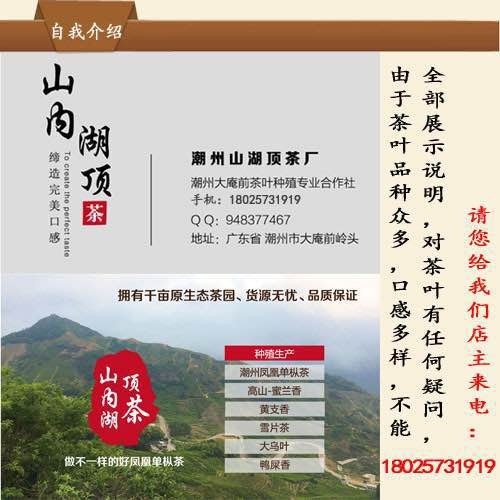 自我介绍
山内
湖顶
茶
缔造完美口感
To create the perfect taste
潮州山湖顶茶厂
潮州大庵前茶叶种殖专业合作社
手机:18025731919
QQ:948377467
地址:广东省 潮州市大庵前岭头
拥有千亩原生态茶园、货源无忧、品质保证
山内湖
顶茶
做不一样的好凤凰单枞茶
种殖生产
潮州凤凰单枞茶
高山-蜜兰香
黄支香
雪片茶
大乌叶
鸭屎香
由于茶叶品种众多,口感多样,不能
全部展示说明,对茶叶有任何疑问,
请您给我们店主来电:
18025731919